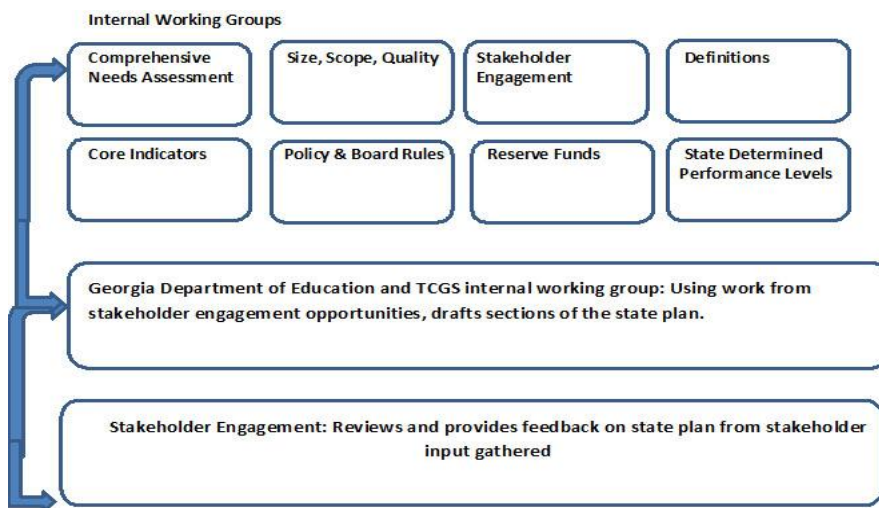 Internal Working Groups
Comprehensive
Needs Assessment
Size, Scope, Quality
Stakeholder
Engagement
Definitions
Core Indicators
Policy & Board Rules
Reserve Funds
State Determined
Performance Levels
Georgia Department of Education and TCGS internal working group: Using work from
stakeholder engagement opportunities, drafts sections of the state plan.
Stakeholder Engagement: Reviews and provides feedback on state plan from stakeholder
input gathered